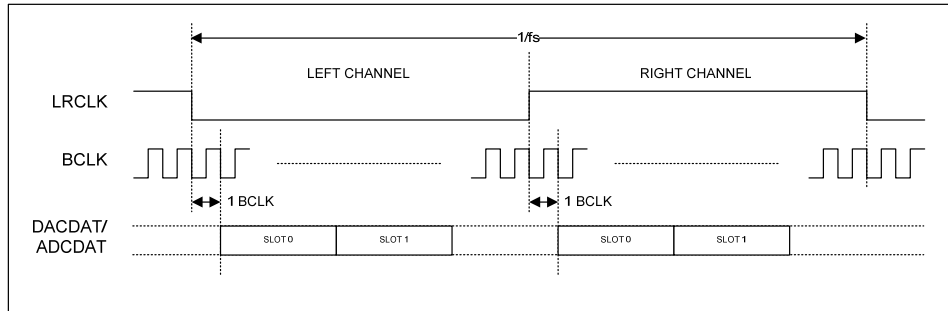 1/fs
LEFT CHANNEL RIGHT CHANNEL
LRCLK
BCLK
1 BCLK 1 BCLK
DACDAT/
ADCDAT
SLOT 0 SLOT 1 SLOT 0 SLOT 1